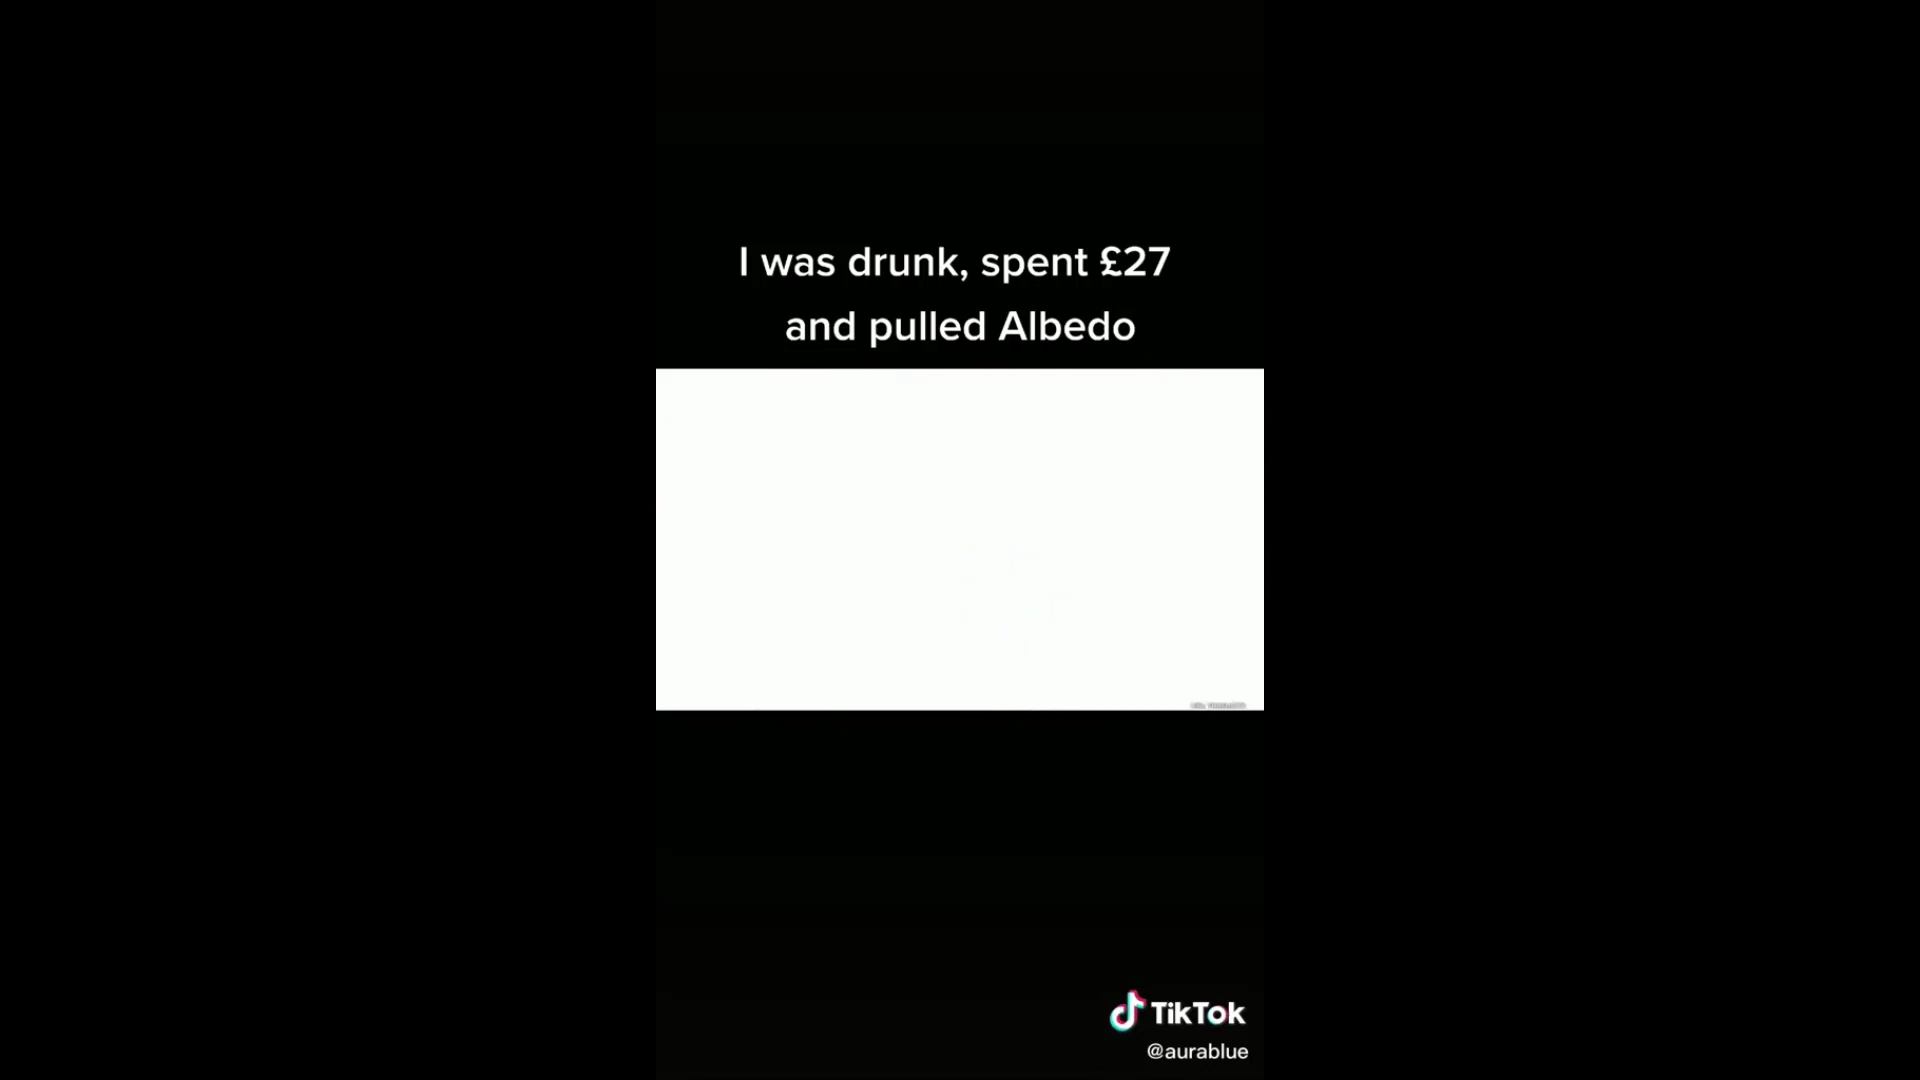 I was drunk, spent £27
and pulled Albedo
TikTok
@aurablue